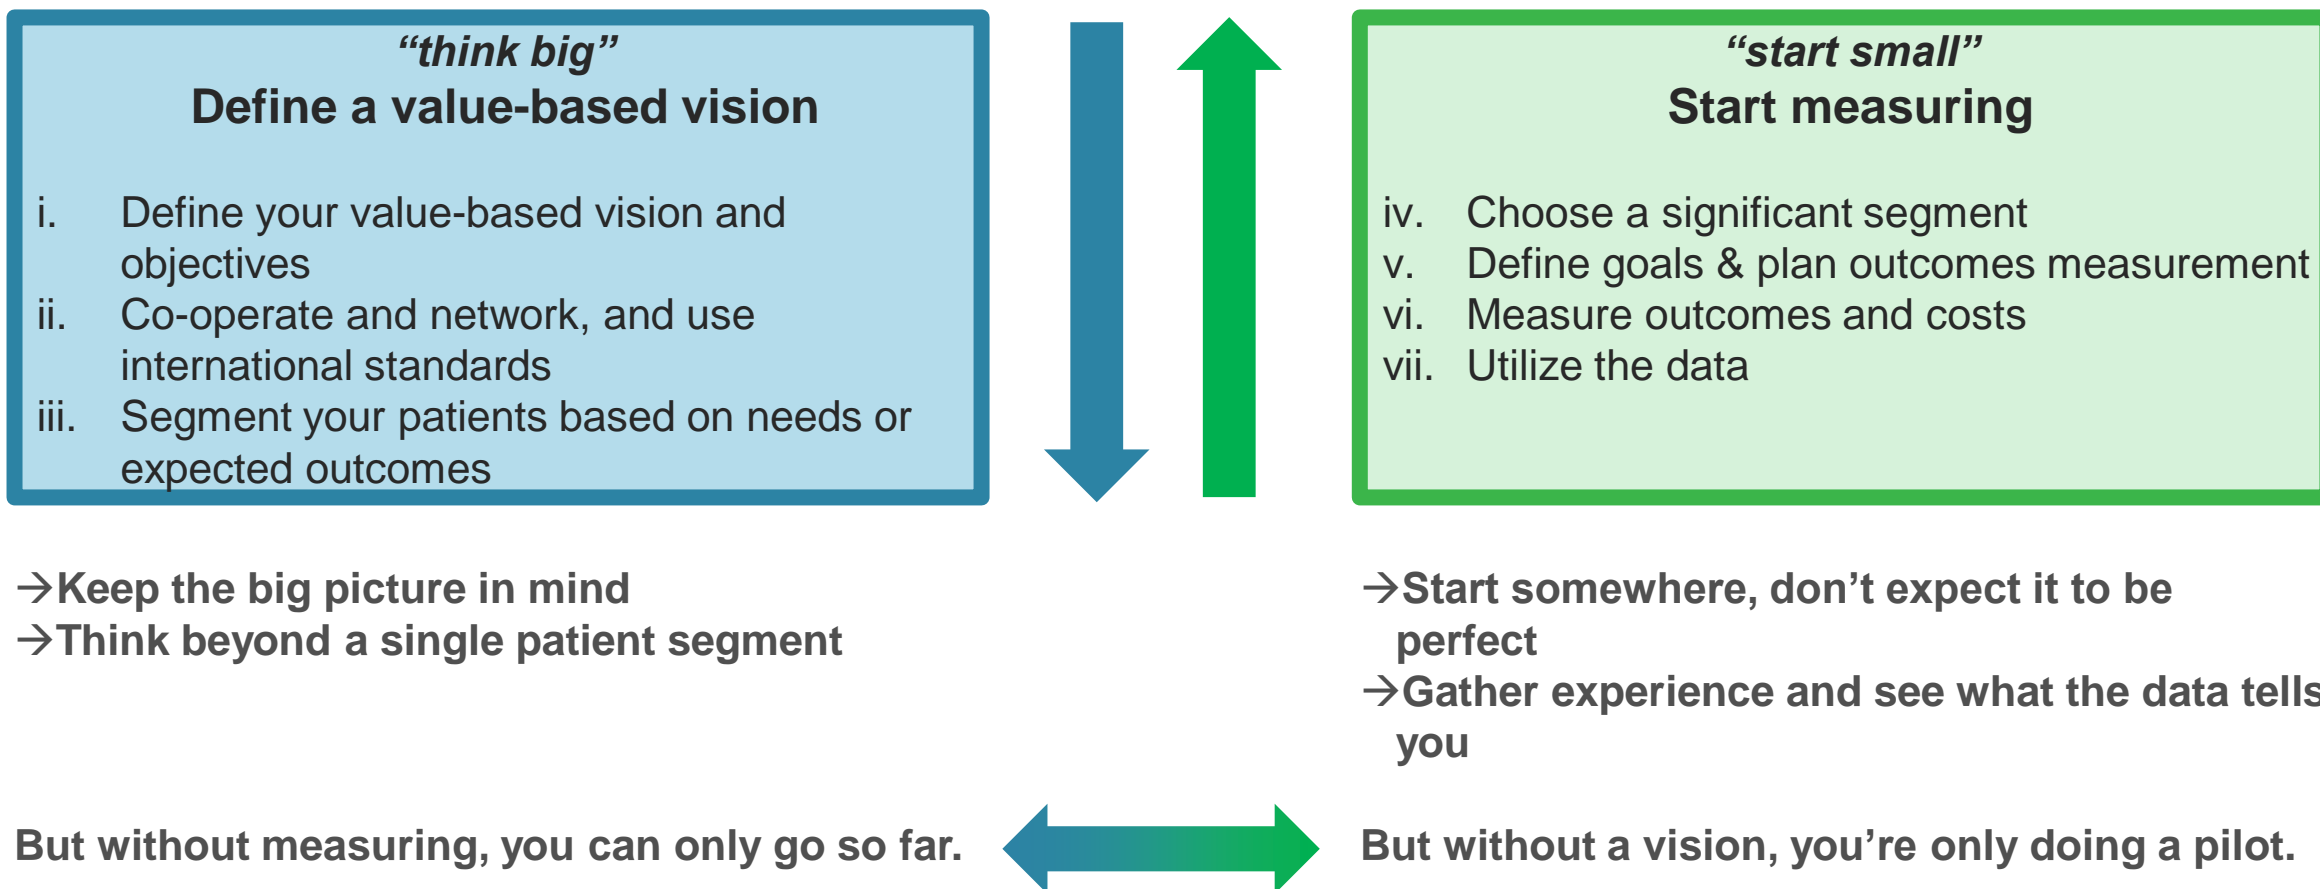 “think big”
Define a value-based vision
i. Define your value-based vision and
objectives
ii. Co-operate and network, and use
international standards
iii. Segment your patients based on needs or
expected outcomes
“start small”
Start measuring
iv. Choose a significant segment
v. Define goals & plan outcomes measurement
vi. Measure outcomes and costs
vii. Utilize the data
→Keep the big picture in mind
→Think beyond a single patient segment
→Start somewhere, don’t expect it to be
perfect
→Gather experience and see what the data tells
you
But without measuring, you can only go so far.
But without a vision, you’re only doing a pilot.